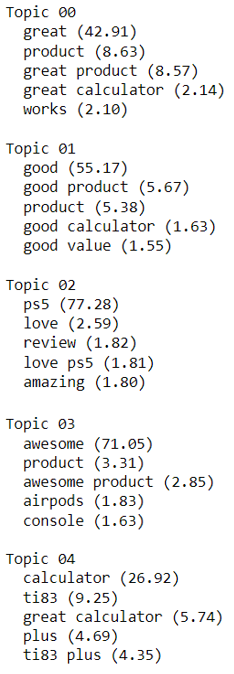 Topic 00
great (42.91)
product (8.63)
great product (8.57)
great calculator (2.14)
works (2.10)
Topic 01
good (55.17)
good product (5.67)
product (5.38)
good calculator (1.63)
good value (1.55)
Topic 02
ps5 (77.28)
love (2.59)
review (1.82)
love ps5 (1.81)
amazing (1.80)
Topic 03
awesome (71.05)
product (3.31)
awesome product (2.85)
airpods (1.83)
console (1.63)
Topic 04
calculator (26.92)
ti83 (9.25)
great calculator (5.74)
plus (4.69)
ti83 plus (4.35)